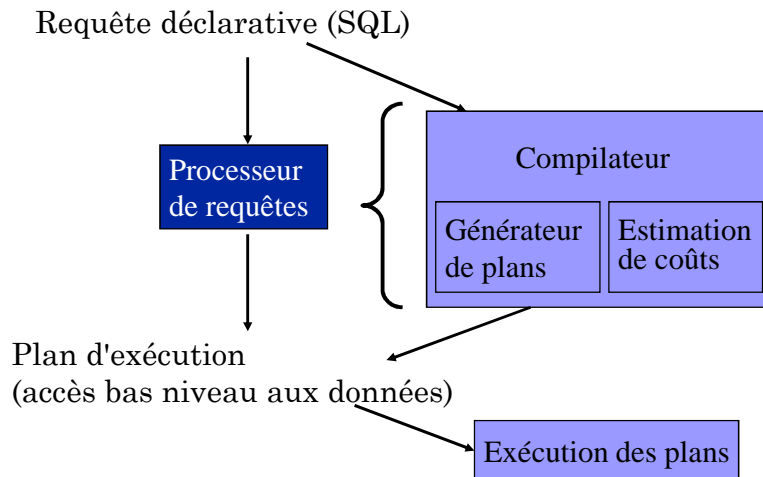 Requête déclarative (SQL)
Processeur
de requêtes
Compilateur
Générateur
de plans
Estimation
de coûts
Plan d'exécution
(accès bas niveau aux données)
Exécution des plans